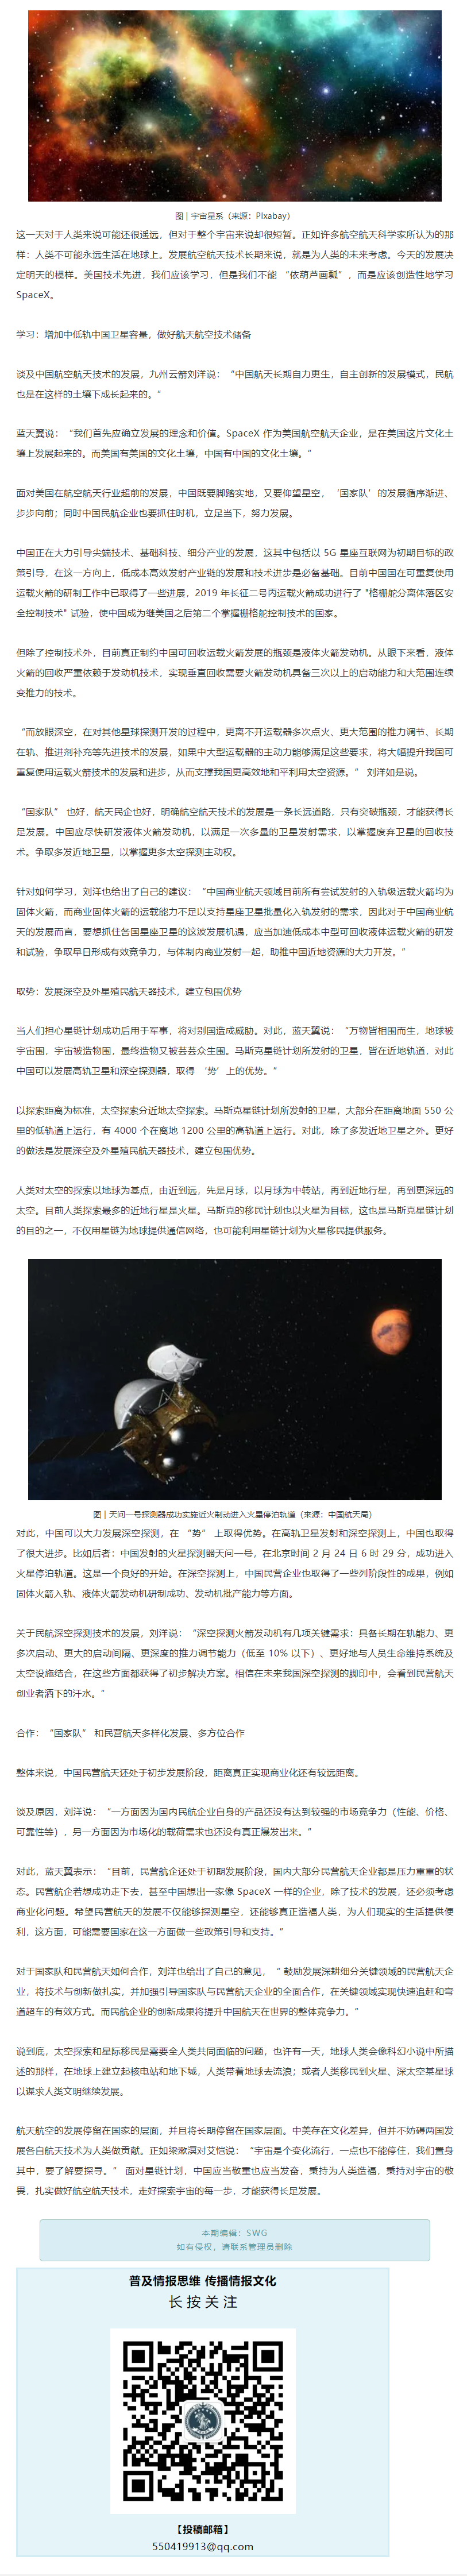 图 | 宇宙星系（来源：Pixabay）
这一天对于人类来说可能还很遥远，但对于整个宇宙来说却很短暂。正如许多航空航天科学家所认为的那
样：人类不可能永远生活在地球上。发展航空航天技术长期来说，就是为人类的未来考虑。今天的发展决
定明天的模样。美国技术先进，我们应该学习，但是我们不能 “依葫芦画瓢”，而是应该创造性地学习
SpaceX。
学习：增加中低轨中国卫星容量，做好航天航空技术储备
谈及中国航空航天技术的发展，九州云箭刘洋说：“中国航天长期自力更生，自主创新的发展模式，民航
也是在这样的土壤下成长起来的。”
蓝天翼说：“我们首先应确立发展的理念和价值。SpaceX 作为美国航空航天企业，是在美国这片文化土
壤上发展起来的。而美国有美国的文化土壤，中国有中国的文化土壤。”
面对美国在航空航天行业超前的发展，中国既要脚踏实地，又要仰望星空，‘国家队’的发展循序渐进、
步步向前；同时中国民航企业也要抓住时机，立足当下，努力发展。
中国正在大力引导尖端技术、基础科技、细分产业的发展，这其中包括以 5G 星座互联网为初期目标的政
策引导，在这一方向上，低成本高效发射产业链的发展和技术进步是必备基础。目前中国国在可重复使用
运载火箭的研制工作中已取得了一些进展，2019 年长征二号丙运载火箭成功进行了 "格栅舵分离体落区安
全控制技术" 试验，使中国成为继美国之后第二个掌握栅格舵控制技术的国家。
但除了控制技术外，目前真正制约中国可回收运载火箭发展的瓶颈是液体火箭发动机。从眼下来看，液体
火箭的回收严重依赖于发动机技术，实现垂直回收需要火箭发动机具备三次以上的启动能力和大范围连续
变推力的技术。
“而放眼深空，在对其他星球探测开发的过程中，更离不开运载器多次点火、更大范围的推力调节、长期
在轨、推进剂补充等先进技术的发展，如果中大型运载器的主动力能够满足这些要求，将大幅提升我国可
重复使用运载火箭技术的发展和进步，从而支撑我国更高效地和平利用太空资源。” 刘洋如是说。
“国家队” 也好，航天民企也好，明确航空航天技术的发展是一条长远道路，只有突破瓶颈，才能获得长
足发展。中国应尽快研发液体火箭发动机，以满足一次多量的卫星发射需求，以掌握废弃卫星的回收技
术。争取多发近地卫星，以掌握更多太空探测主动权。
针对如何学习，刘洋也给出了自己的建议：“中国商业航天领域目前所有尝试发射的入轨级运载火箭均为
固体火箭，而商业固体火箭的运载能力不足以支持星座卫星批量化入轨发射的需求，因此对于中国商业航
天的发展而言，要想抓住各国星座卫星的这波发展机遇，应当加速低成本中型可回收液体运载火箭的研发
和试验，争取早日形成有效竞争力，与体制内商业发射一起，助推中国近地资源的大力开发。”
取势：发展深空及外星殖民航天器技术，建立包围优势
当人们担心星链计划成功后用于军事，将对别国造成威胁。对此，蓝天翼说：“万物皆相围而生，地球被
宇宙围，宇宙被造物围，最终造物又被芸芸众生围。马斯克星链计划所发射的卫星，皆在近地轨道，对此
中国可以发展高轨卫星和深空探测器，取得 ‘势’上的优势。”
以探索距离为标准，太空探索分近地太空探索。马斯克星链计划所发射的卫星，大部分在距离地面 550 公
里的低轨道上运行，有 4000 个在离地 1200 公里的高轨道上运行。对此，除了多发近地卫星之外。更好
的做法是发展深空及外星殖民航天器技术，建立包围优势。
人类对太空的探索以地球为基点，由近到远，先是月球，以月球为中转站，再到近地行星，再到更深远的
太空。目前人类探索最多的近地行星是火星。马斯克的移民计划也以火星为目标，这也是马斯克星链计划
的目的之一，不仅用星链为地球提供通信网络，也可能利用星链计划为火星移民提供服务。
图 | 天问一号探测器成功实施近火制动进入火星停泊轨道（来源：中国航天局）
对此，中国可以大力发展深空探测，在 “势” 上取得优势。在高轨卫星发射和深空探测上，中国也取得
了很大进步。比如后者：中国发射的火星探测器天问一号，在北京时间 2 月 24 日 6 时 29 分，成功进入
火星停泊轨道。这是一个良好的开始。在深空探测上，中国民营企业也取得了一些列阶段性的成果，例如
固体火箭入轨、液体火箭发动机研制成功、发动机批产能力等方面。
关于民航深空探测技术的发展，刘洋说：“深空探测火箭发动机有几项关键需求：具备长期在轨能力、更
多次启动、更大的启动间隔、更深度的推力调节能力（低至 10% 以下）、更好地与人员生命维持系统及
太空设施结合，在这些方面都获得了初步解决方案。相信在未来我国深空探测的脚印中，会看到民营航天
创业者洒下的汗水。”
合作：“国家队” 和民营航天多样化发展、多方位合作
整体来说，中国民营航天还处于初步发展阶段，距离真正实现商业化还有较远距离。
谈及原因，刘洋说：“一方面因为国内民航企业自身的产品还没有达到较强的市场竞争力（性能、价格、
可靠性等），另一方面因为市场化的载荷需求也还没有真正爆发出来。”
对此，蓝天翼表示：“目前，民营航企还处于初期发展阶段，国内大部分民营航天企业都是压力重重的状
态。民营航企若想成功走下去，甚至中国想出一家像 SpaceX 一样的企业，除了技术的发展，还必须考虑
商业化问题。希望民营航天的发展不仅能够探测星空，还能够真正造福人类，为人们现实的生活提供便
利，这方面，可能需要国家在这一方面做一些政策引导和支持。”
对于国家队和民营航天如何合作，刘洋也给出了自己的意见，“ 鼓励发展深耕细分关键领域的民营航天企
业，将技术与创新做扎实，并加强引导国家队与民营航天企业的全面合作，在关键领域实现快速追赶和弯
道超车的有效方式。而民航企业的创新成果将提升中国航天在世界的整体竞争力。”
说到底，太空探索和星际移民是需要全人类共同面临的问题，也许有一天，地球人类会像科幻小说中所描
述的那样，在地球上建立起核电站和地下城，人类带着地球去流浪；或者人类移民到火星、深太空某星球
以谋求人类文明继续发展。
航天航空的发展停留在国家的层面，并且将长期停留在国家层面。中美存在文化差异，但并不妨碍两国发
展各自航天技术为人类做贡献。正如梁漱溟对艾恺说：“宇宙是个变化流行，一点也不能停住，我们置身
其中，要了解要探寻。” 面对星链计划，中国应当敬重也应当发奋，秉持为人类造福，秉持对宇宙的敬
畏，扎实做好航空航天技术，走好探索宇宙的每一步，才能获得长足发展。
本期编辑：SWG
如有侵权，请联系管理员删除
普及情报思维 传播情报文化
长按关注
【投稿邮箱】
550419913@qq.com